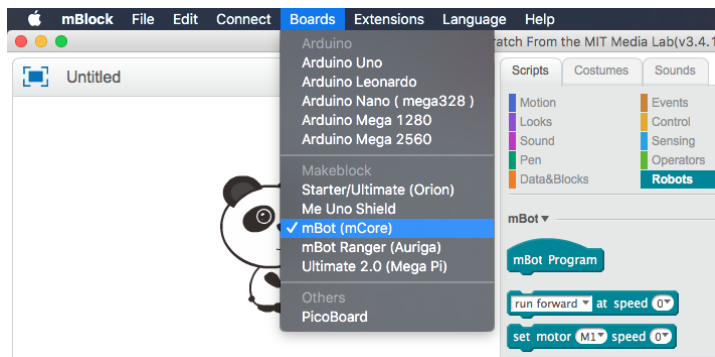 mBlock File Edit Connect Boards Extensions Language Help
ratch From the MIT Media Lab(v3.4.1
Untitled
Arduino
Arduino Uno
Arduino Leonardo
Arduino Nano ( mega328 )
Arduino Mega 1280
Arduino Mega 2560
Makeblock
Starter/Ultimate (Orion)
Me Uno Shield
✓ mBot (mCore)
mBot Ranger (Auriga)
Ultimate 2.0 (Mega Pi)
Others
PicoBoard
Scripts Costumes Sounds
Motion Events
Looks Control
Sound Sensing
Pen Operators
Data&Blocks Robots
mBot
mBot Program
run forward at speed 0
set motor M1 speed 0